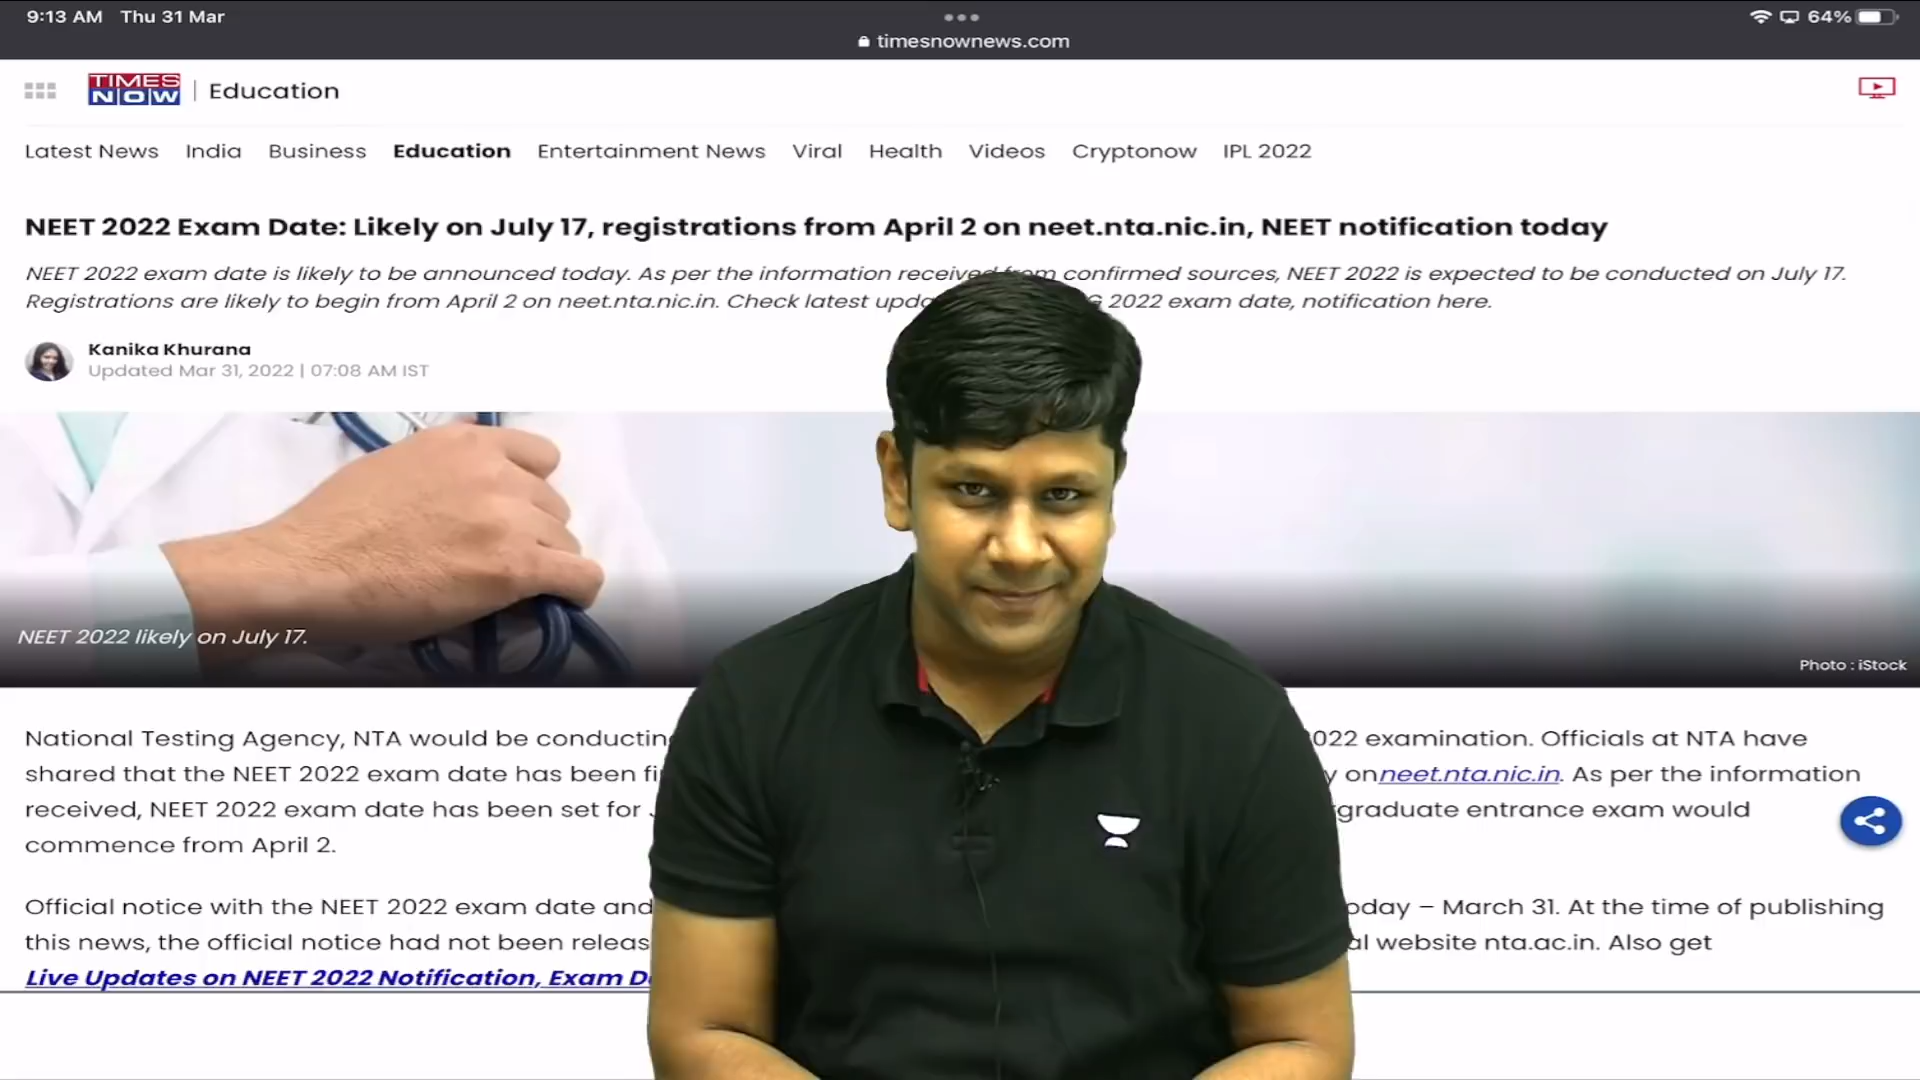 9:13 AM Thu 31 Mar
64%
timesnownews.com
TIMES NOW | Education
Latest News India Business Education Entertainment News Viral Health Videos Cryptonow IPL 2022
NEET 2022 Exam Date: Likely on July 17, registrations from April 2 on neet.nta.nic.in, NEET notification today
NEET 2022 exam date is likely to be announced today. As per the information received from confirmed sources, NEET 2022 is expected to be conducted on July 17.
Registrations are likely to begin from April 2 on neet.nta.nic.in. Check latest 2022 exam date, notification here.
Kanika Khurana
Updated Mar 31, 2022 | 07:08 AM IST
NEET 2022 likely on July 17.
Photo : iStock
National Testing Agency, NTA would be 022 examination. Officials at NTA have
shared that the NEET 2022 exam date has been on neet.nta.nic.in. As per the information
received, NEET 2022 exam date has been set for graduate entrance exam would
commence from April 2.
Official notice with the NEET 2022 exam date and oday – March 31. At the time of publishing
this news, the official notice had not been website nta.ac.in. Also get
Live Updates on NEET 2022 Notification, Exam